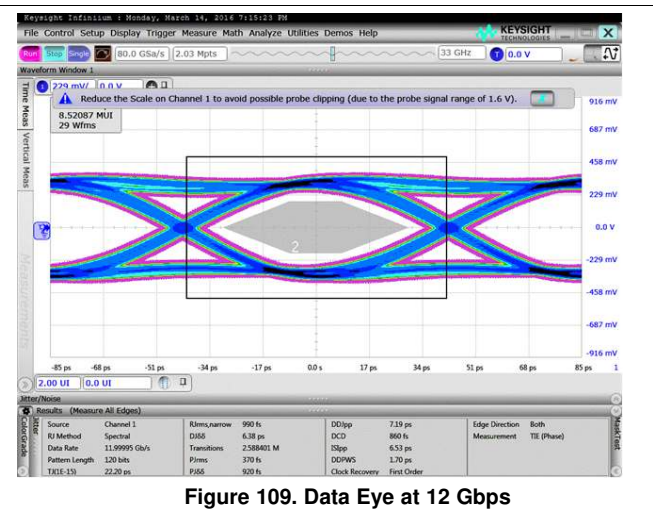 Keysight Infiniium : Monday, March 14, 2016 7:15:23 PM
File Control Setup Display Trigger Measure Math Analyze Utilities Demos Help
KEYSIGHT
TECHNOLOGIES
Run Stop Single 80.0 GSa/s 2.03 Mpts 33 GHz T 0.0 V
Waveform Window 1
1 229 mV/ 0.0 V
Reduce the Scale on Channel 1 to avoid possible probe clipping (due to the probe signal range of 1.6 V).
8.52087 MUI
29 Wfms
Time Meas
Vertical Meas
Measurements
916 mV
687 mV
458 mV
229 mV
0.0 V
-229 mV
-458 mV
-687 mV
-916 mV
2
-85 ps -68 ps -51 ps -34 ps -17 ps 0.0 s 17 ps 34 ps 51 ps 68 ps 85 ps 1
2.00 UI 0.0 UI
Jitter/Noise
Results (Measure All Edges)
ColorGrade
Jitter
MaskTest
Source Channel 1 RJrms,narrow 990 fs DDJpp 7.19 ps Edge Direction Both
RJ Method Spectral DJδδ 6.38 ps DCD 860 fs Measurement TIE (Phase)
Data Rate 11.99995 Gb/s Transitions 2.588401 M ISIpp 6.53 ps
Pattern Length 120 bits PJrms 370 fs DDPWS 1.70 ps
TJ(1E-15) 22.20 ps PJδδ 920 fs Clock Recovery First Order
Figure 109. Data Eye at 12 Gbps